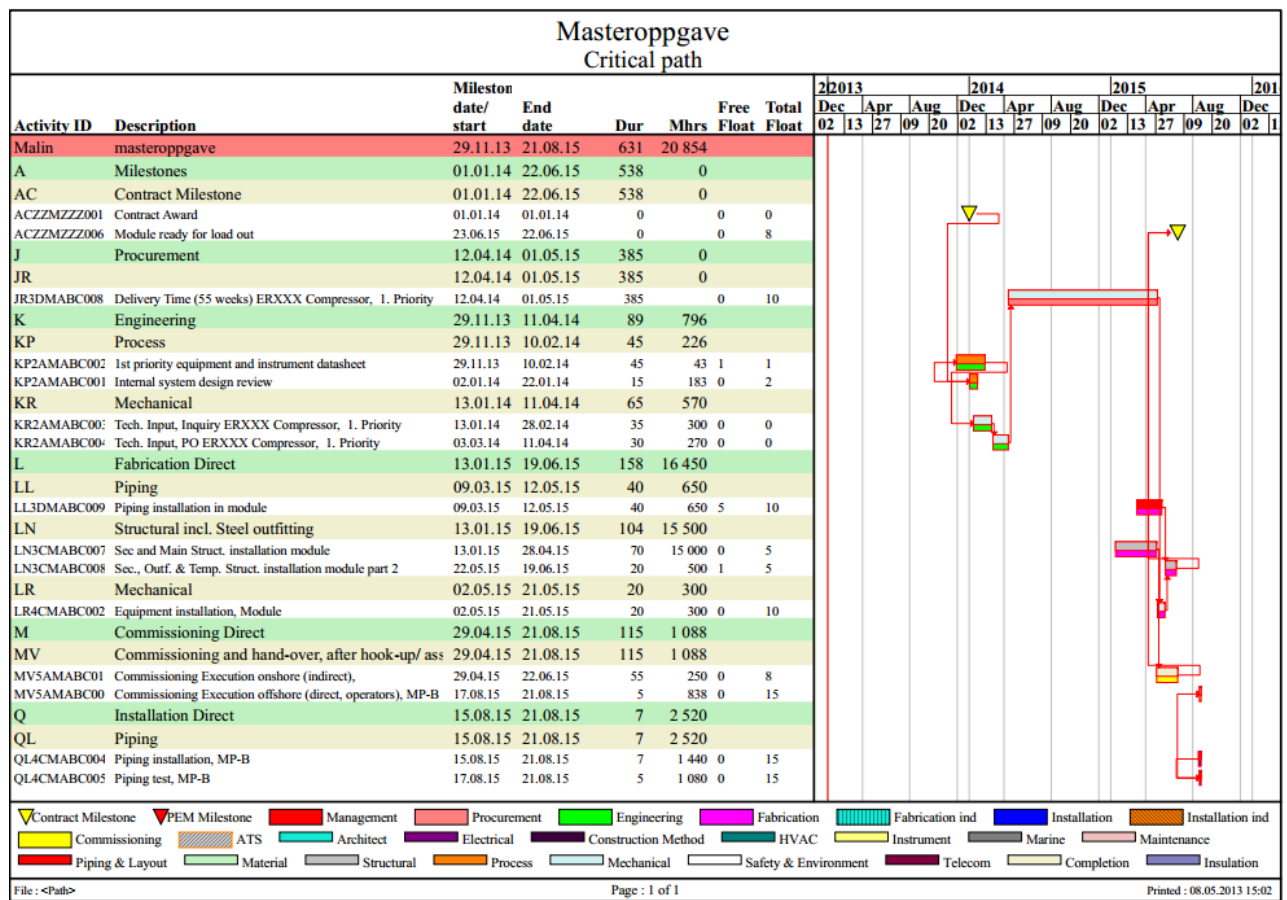 Masteroppgave
Critical path
Mileston
date/ End Free Total
Activity ID Description start date Dur Mhrs Float Float
2 2013 2014 2015 201
Dec Apr Aug Dec Apr Aug Dec Apr Aug Dec
02 13 27 09 20 02 13 27 09 20 02 13 27 09 20 02 1
Malin masteroppgave 29.11.13 21.08.15 631 20 854
A Milestones 01.01.14 22.06.15 538 0
AC Contract Milestone 01.01.14 22.06.15 538 0
ACZZMZZZ001 Contract Award 01.01.14 01.01.14 0 0 0
ACZZMZZZ006 Module ready for load out 23.06.15 22.06.15 0 0 8
J Procurement 12.04.14 01.05.15 385 0
JR 12.04.14 01.05.15 385 0
JR3DMABC008 Delivery Time (55 weeks) ERXXX Compressor, 1. Priority 12.04.14 01.05.15 385 0 10
K Engineering 29.11.13 11.04.14 89 796
KP Process 29.11.13 10.02.14 45 226
KP2AMABC002 1st priority equipment and instrument datasheet 29.11.13 10.02.14 45 43 1 1
KP2AMABC001 Internal system design review 02.01.14 22.01.14 15 183 0 2
KR Mechanical 13.01.14 11.04.14 65 570
KR2AMABC003 Tech. Input, Inquiry ERXXX Compressor, 1. Priority 13.01.14 28.02.14 35 300 0 0
KR2AMABC004 Tech. Input, PO ERXXX Compressor, 1. Priority 03.03.14 11.04.14 30 270 0 0
L Fabrication Direct 13.01.15 19.06.15 158 16 450
LL Piping 09.03.15 12.05.15 40 650
LL3DMABC009 Piping installation in module 09.03.15 12.05.15 40 650 5 10
LN Structural incl. Steel outfitting 13.01.15 19.06.15 104 15 500
LN3CMABC007 Sec and Main Struct. installation module 13.01.15 28.04.15 70 15 000 0 5
LN3CMABC008 Sec., Outf. & Temp. Struct. installation module part 2 22.05.15 19.06.15 20 500 1 5
LR Mechanical 02.05.15 21.05.15 20 300
LR4CMABC002 Equipment installation, Module 02.05.15 21.05.15 20 300 0 10
M Commissioning Direct 29.04.15 21.08.15 115 1 088
MV Commissioning and hand-over, after hook-up/ ass 29.04.15 21.08.15 115 1 088
MV5AMABC01 Commissioning Execution onshore (indirect), 29.04.15 22.06.15 55 250 0 8
MV5AMABC00 Commissioning Execution offshore (direct, operators), MP-B 17.08.15 21.08.15 5 838 0 15
Q Installation Direct 15.08.15 21.08.15 7 2 520
QL Piping 15.08.15 21.08.15 7 2 520
QL4CMABC004 Piping installation, MP-B 15.08.15 21.08.15 7 1 440 0 15
QL4CMABC005 Piping test, MP-B 17.08.15 21.08.15 5 1 080 0 15
Contract Milestone PEM Milestone Management Procurement Engineering Fabrication Fabrication ind Installation Installation ind
Commissioning ATS Architect Electrical Construction Method HVAC Instrument Marine Maintenance
Piping & Layout Material Structural Process Mechanical Safety & Environment Telecom Completion Insulation
File : <Path> Page : 1 of 1 Printed : 08.05.2013 15:02